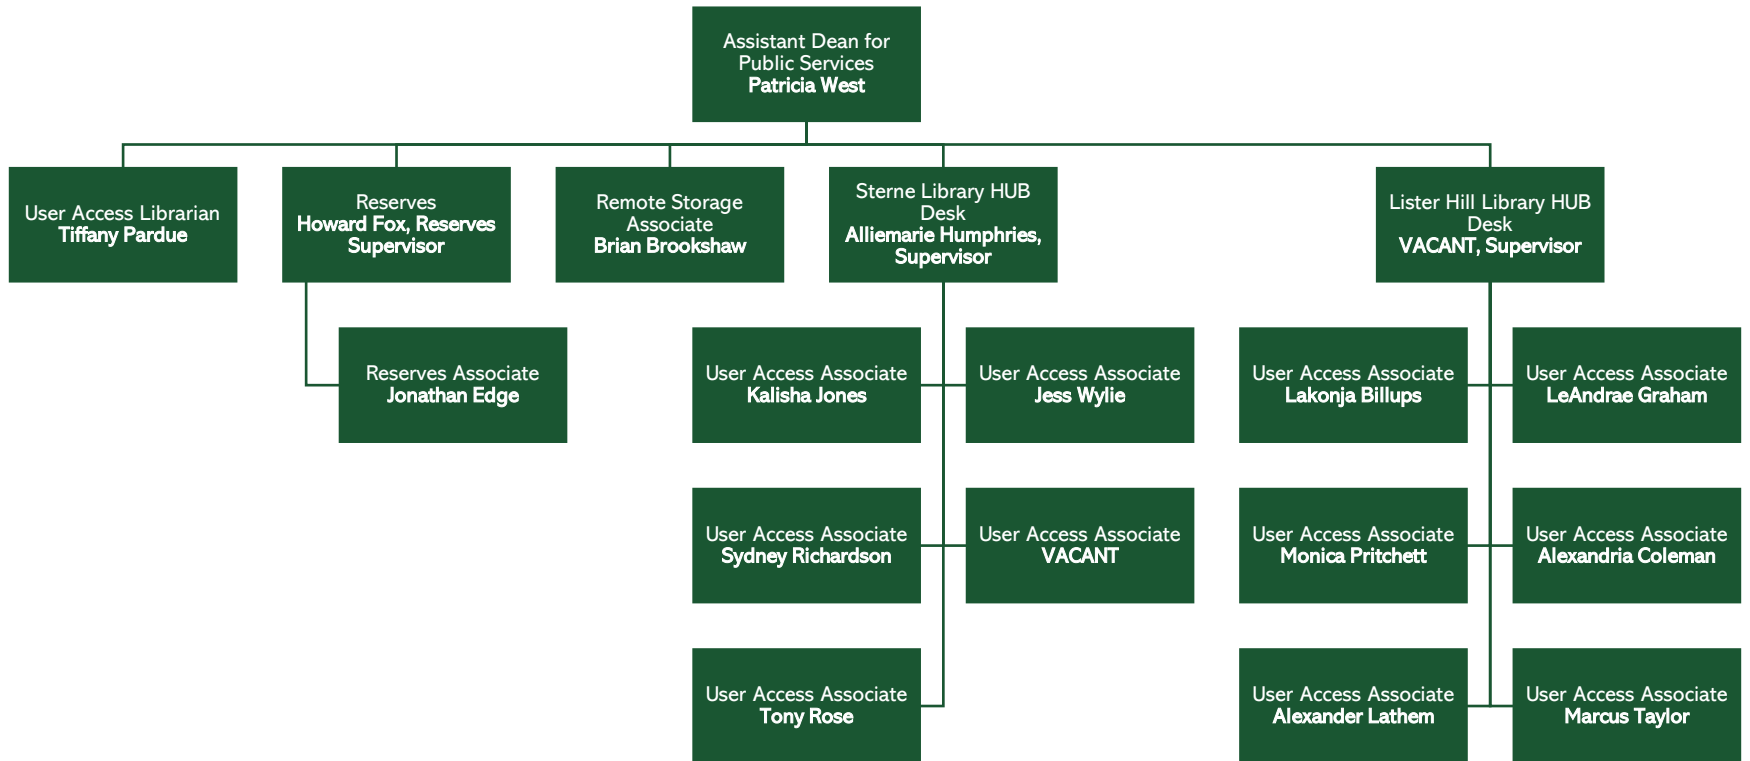 Assistant Dean for
Public Services
Patricia West
User Access Librarian
Tiffany Pardue
Reserves
Howard Fox, Reserves
Supervisor
Remote Storage
Associate
Brian Brookshaw
Sterne Library HUB
Desk
Alliemarie Humphries,
Supervisor
Lister Hill Library HUB
Desk
VACANT, Supervisor
Reserves Associate
Jonathan Edge
User Access Associate
Kalisha Jones
User Access Associate
Jess Wylie
User Access Associate
Lakonja Billups
User Access Associate
LeAndrae Graham
User Access Associate
Sydney Richardson
User Access Associate
VACANT
User Access Associate
Monica Pritchett
User Access Associate
Alexandria Coleman
User Access Associate
Tony Rose
User Access Associate
Alexander Lathem
User Access Associate
Marcus Taylor